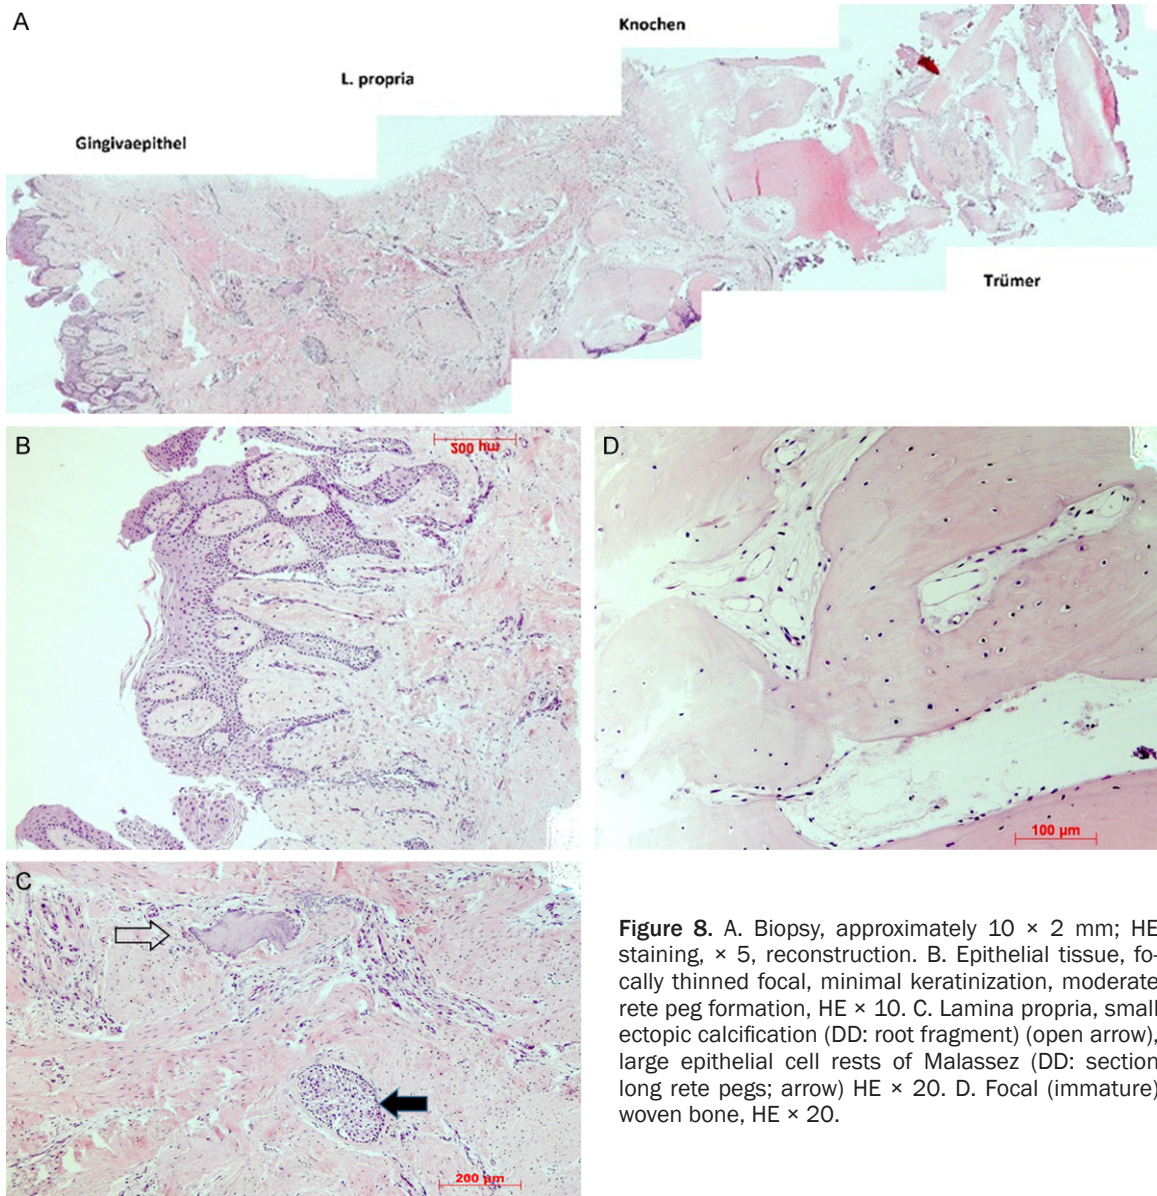 A
Knochen
L. propria
Gingivaepithel
Trümer
B
200 µm
D
100 µm
C
200 µm
Figure 8. A. Biopsy, approximately 10 × 2 mm; HE
staining, × 5, reconstruction. B. Epithelial tissue, fo-
cally thinned focal, minimal keratinization, moderate
rete peg formation, HE × 10. C. Lamina propria, small
ectopic calcification (DD: root fragment) (open arrow),
large epithelial cell rests of Malassez (DD: section
long rete pegs; arrow) HE × 20. D. Focal (immature)
woven bone, HE × 20.